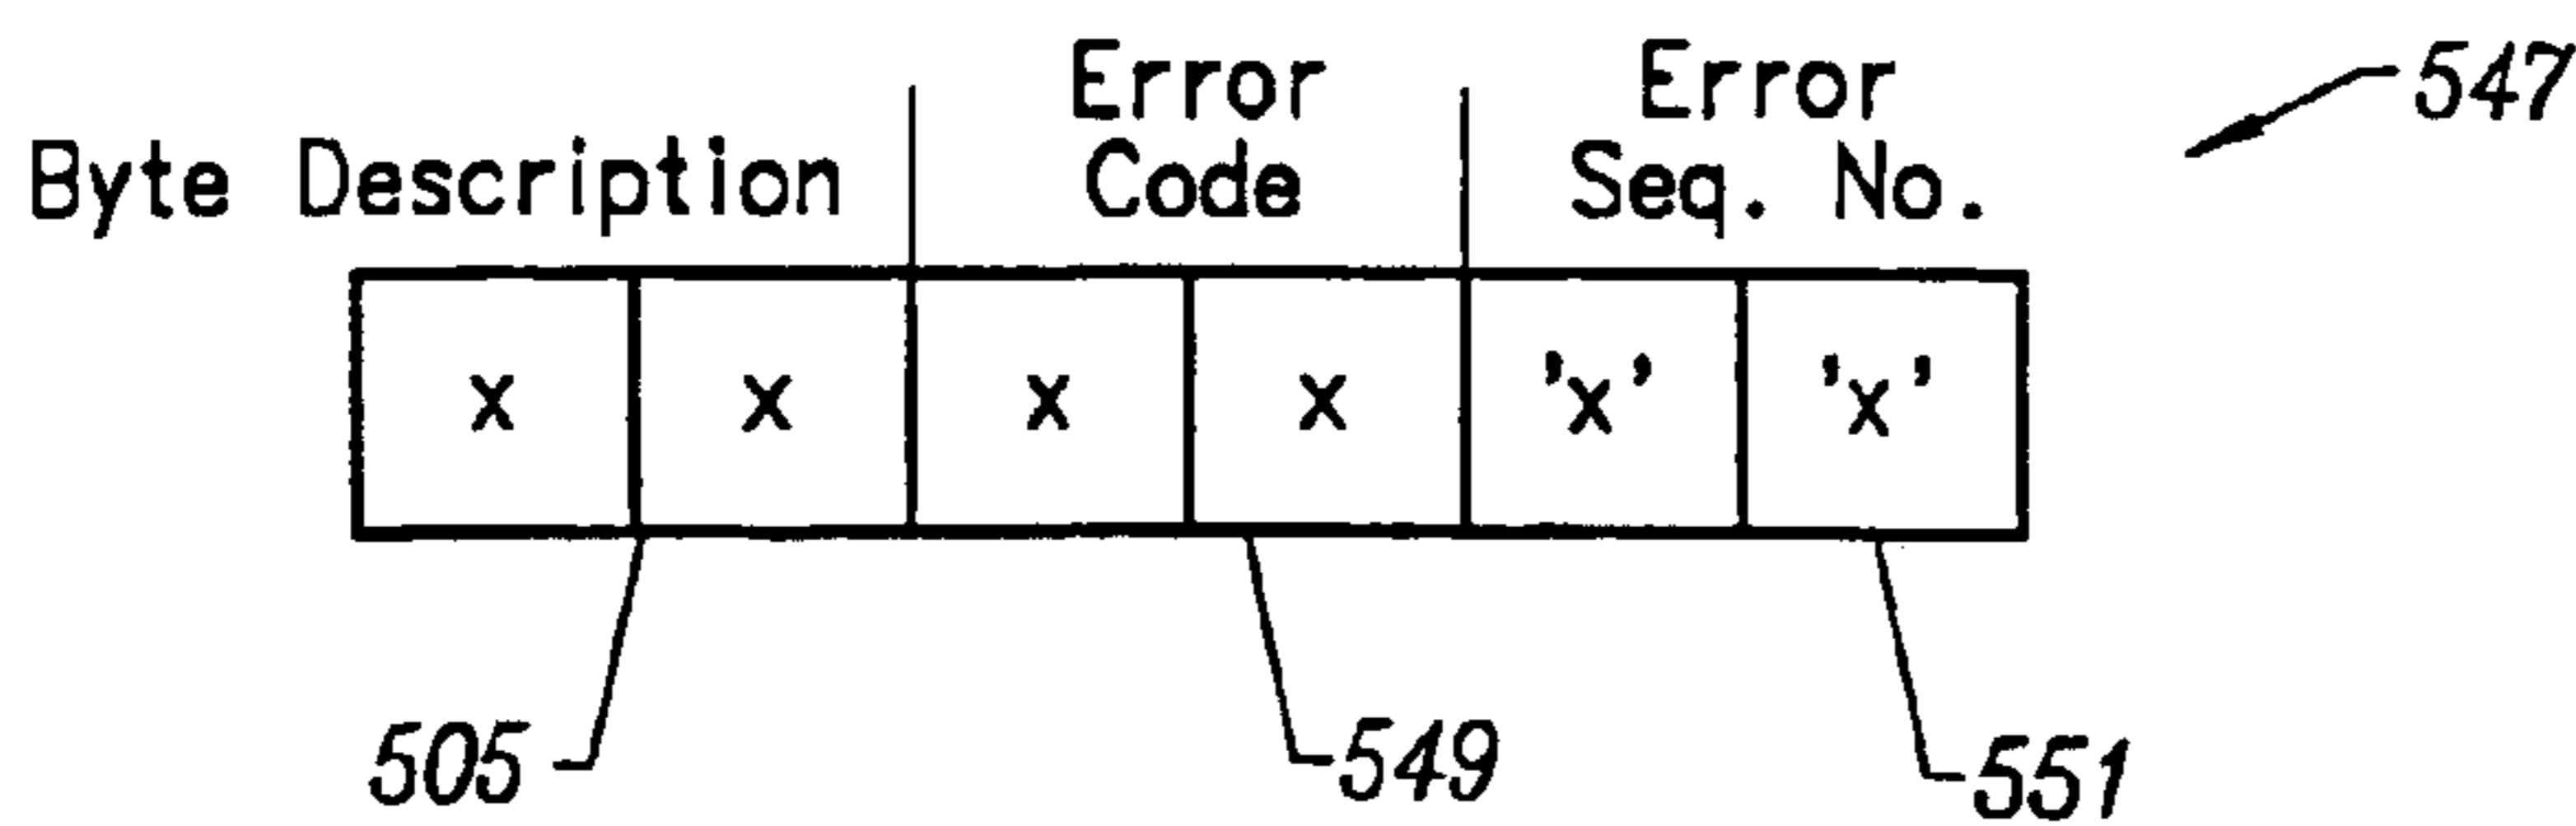 Error Error 547
Byte Description Code Seq. No.
x x x x 'x' 'x'
505 549 551